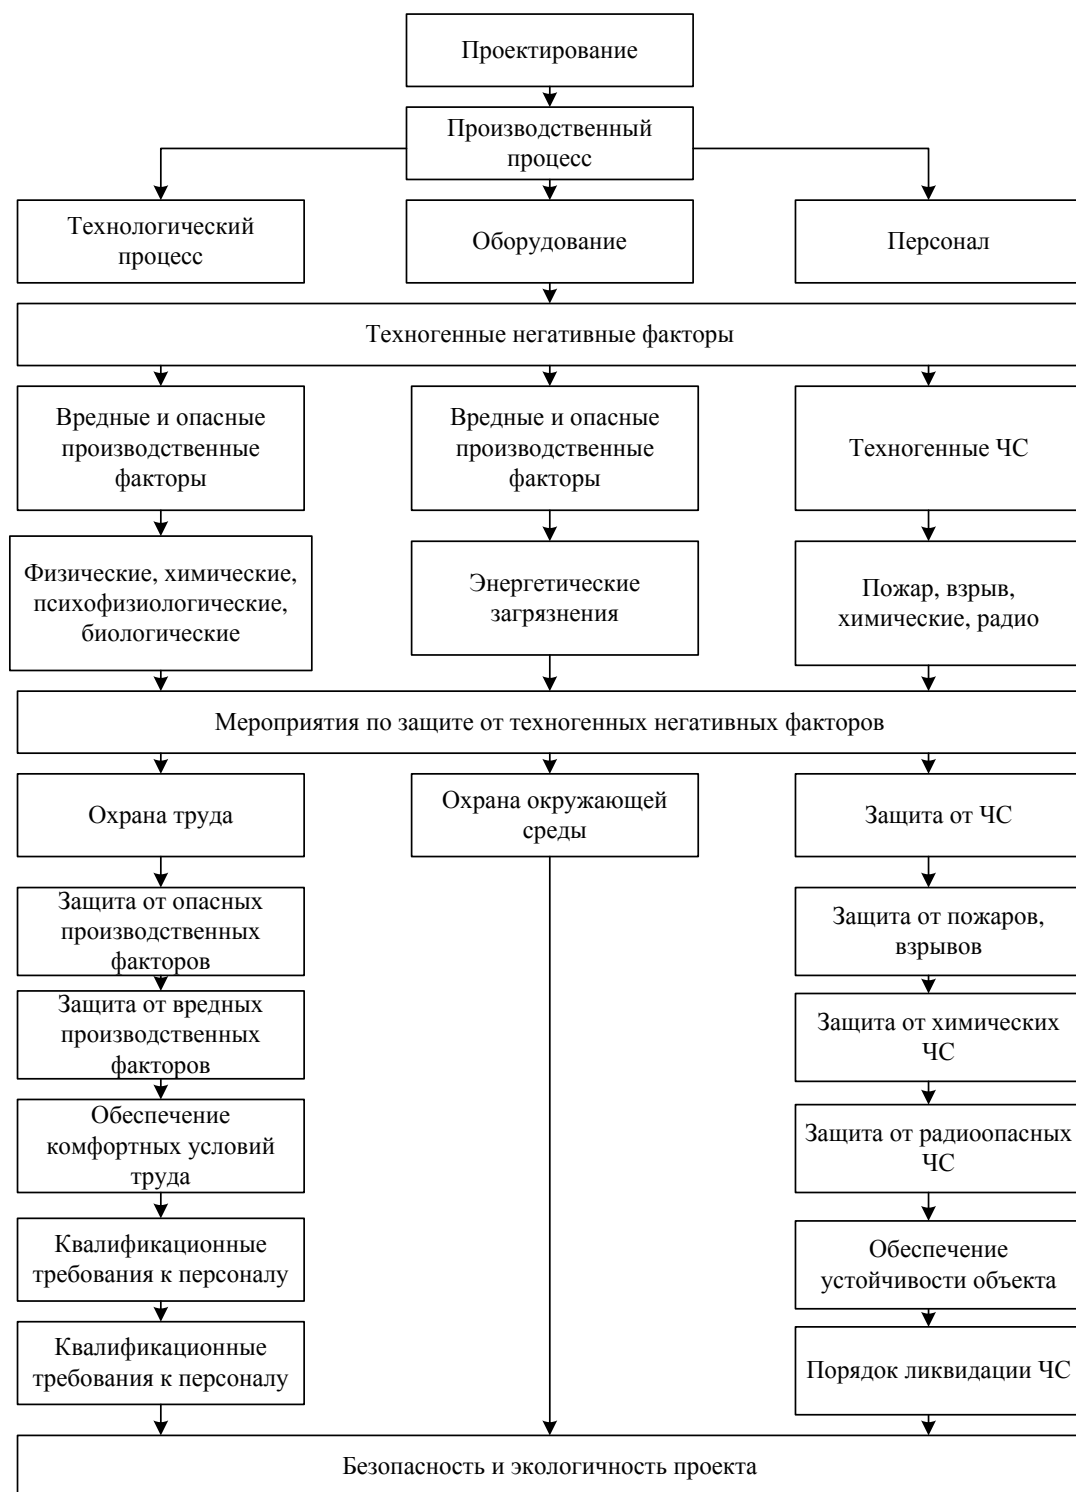 Проектирование
Производственный
процесс
Технологический
процесс
Оборудование
Персонал
Техногенные негативные факторы
Вредные и опасные
производственные
факторы
Вредные и опасные
производственные
факторы
Техногенные ЧС
Физические, химические,
психофизиологические,
биологические
Энергетические
загрязнения
Пожар, взрыв,
химические, радио
Мероприятия по защите от техногенных негативных факторов
Охрана труда
Охрана окружающей
среды
Защита от ЧС
Защита от опасных
производственных
факторов
Защита от пожаров,
взрывов
Защита от вредных
производственных
факторов
Защита от химических
ЧС
Обеспечение
комфортных условий
труда
Защита от радиоопасных
ЧС
Квалификационные
требования к персоналу
Обеспечение
устойчивости объекта
Квалификационные
требования к персоналу
Порядок ликвидации ЧС
Безопасность и экологичность проекта